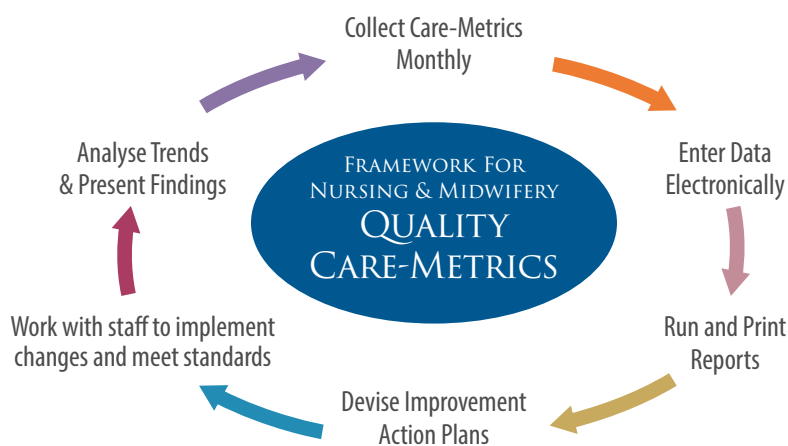 Collect Care-Metrics
Monthly
Enter Data
Electronically
Run and Print
Reports
Devise Improvement
Action Plans
Work with staff to implement
changes and meet standards
Analyse Trends
& Present Findings
Framework For
Nursing & Midwifery
Quality
Care-Metrics